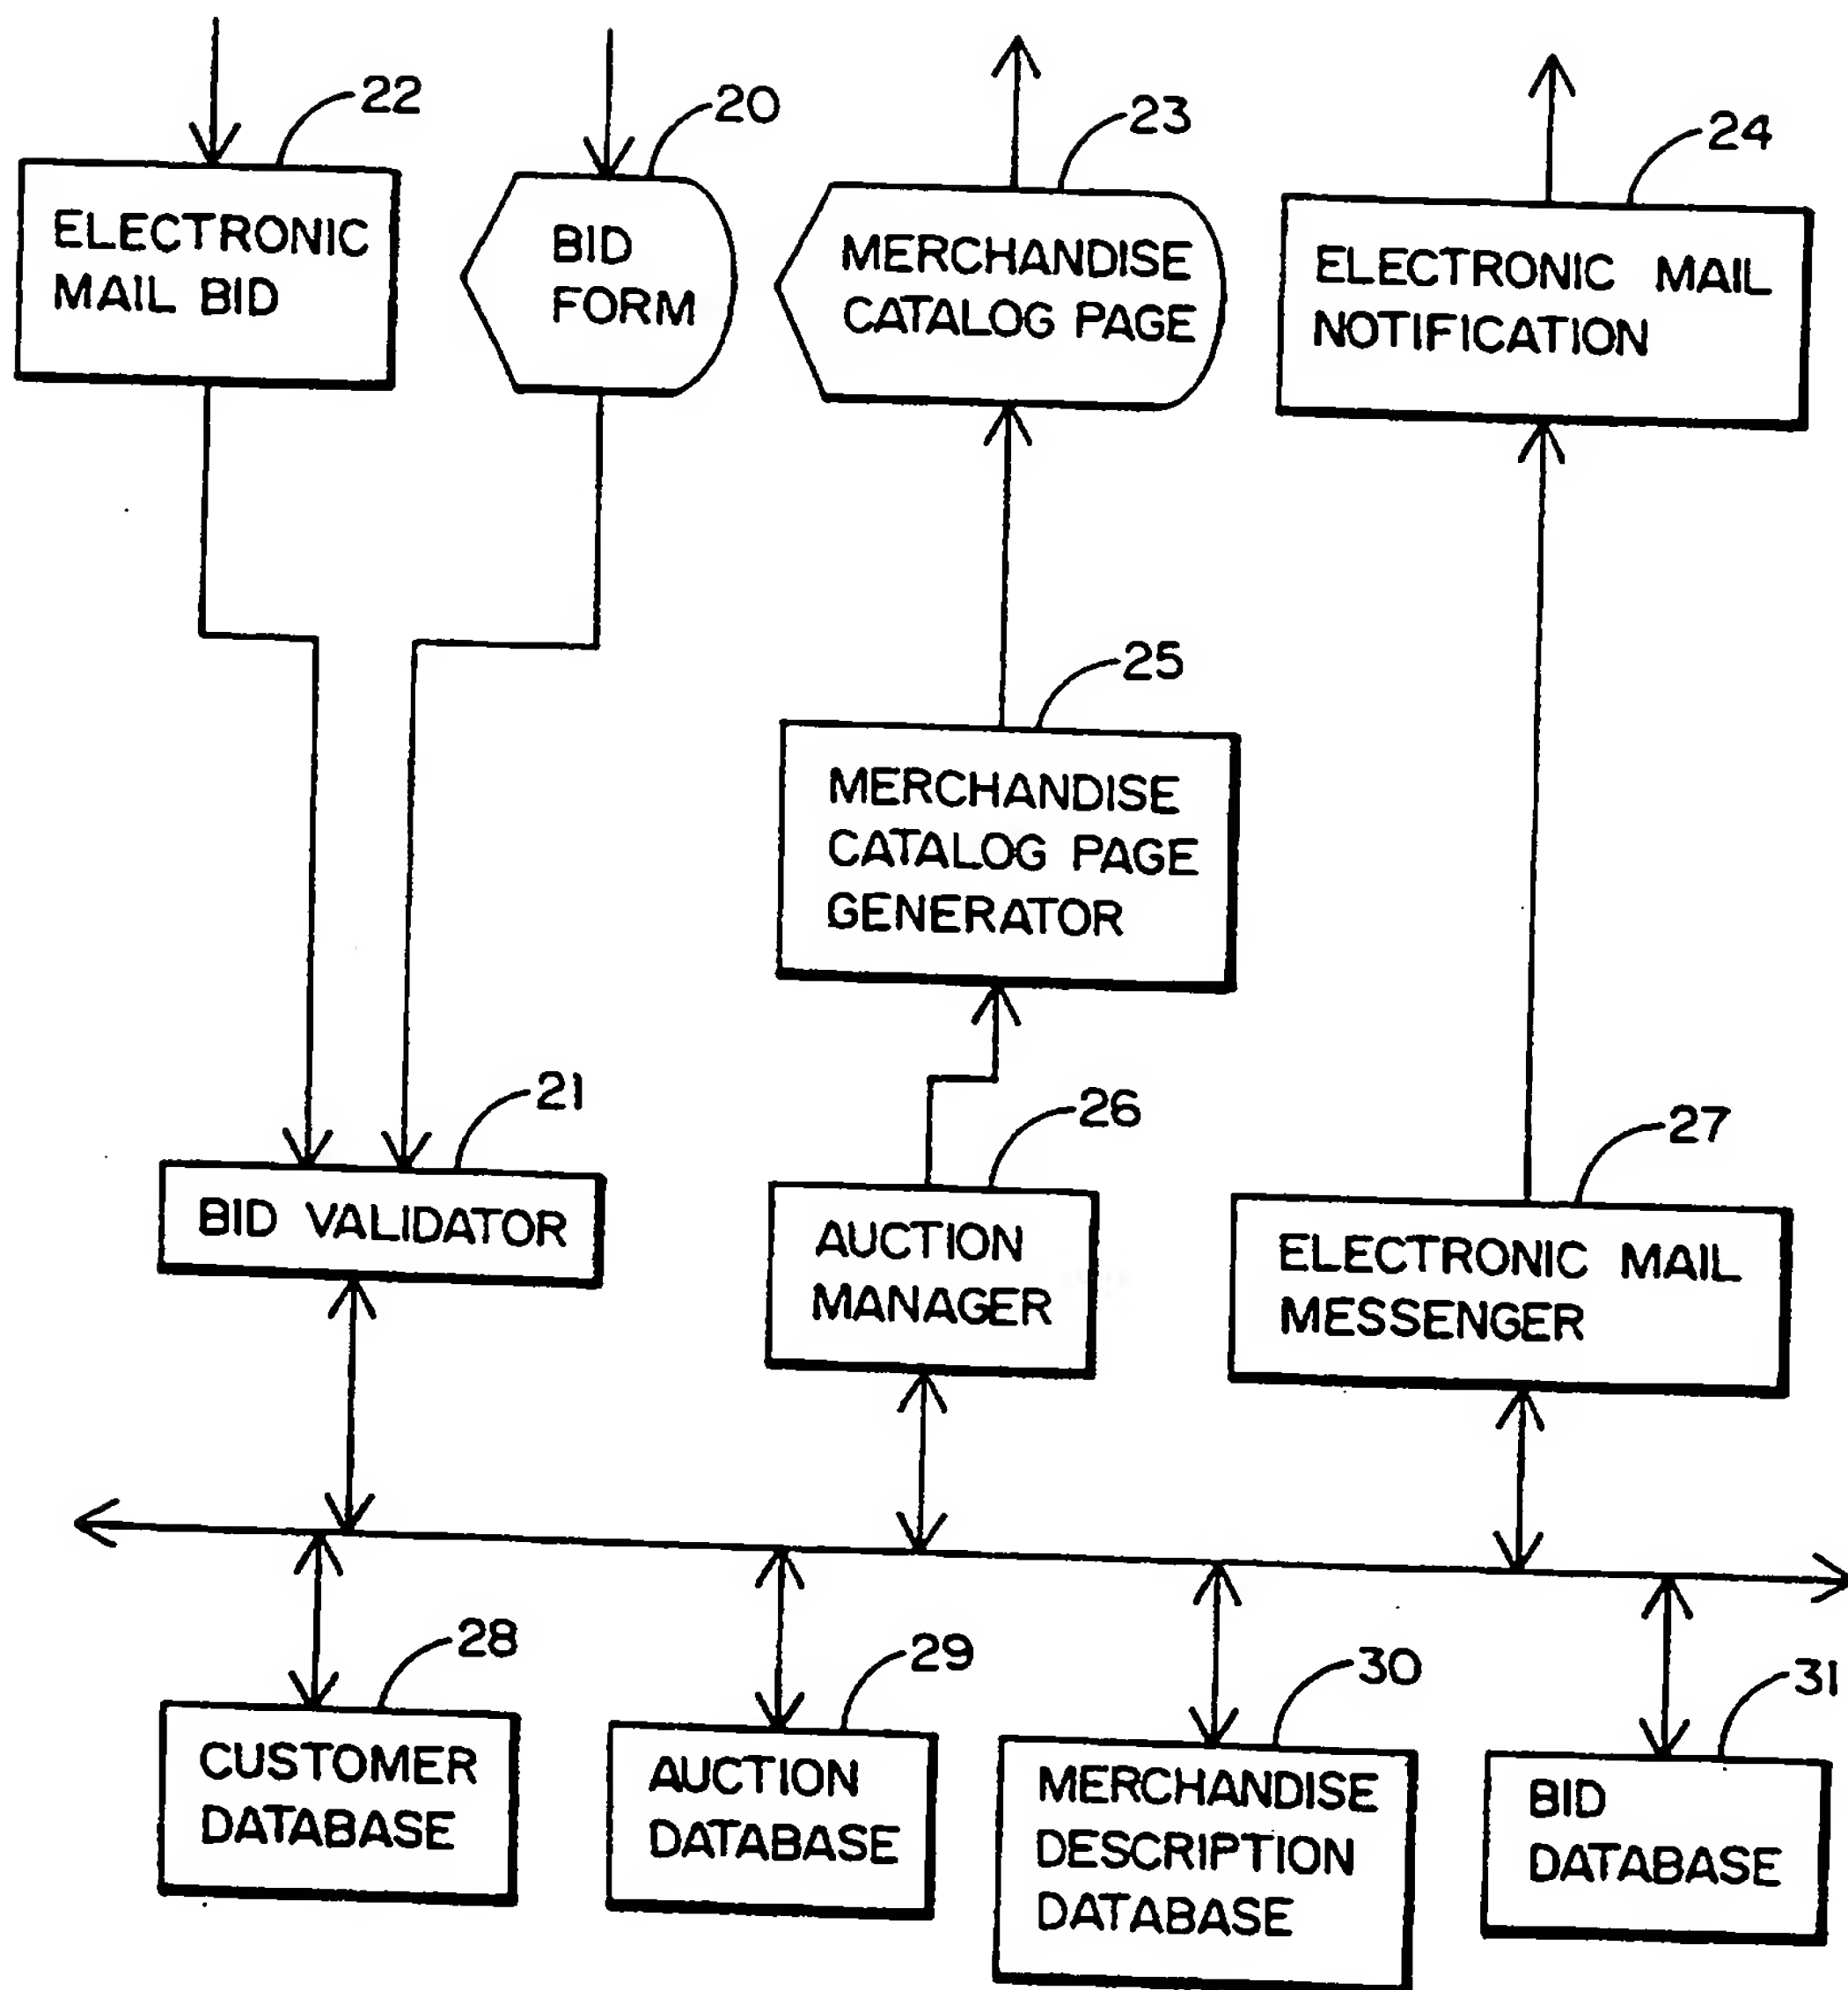 22
20
23
24
ELECTRONIC
MAIL BID
BID
FORM
MERCHANDISE
CATALOG PAGE
ELECTRONIC MAIL
NOTIFICATION
25
MERCHANDISE
CATALOG PAGE
GENERATOR
21
26
27
BID VALIDATOR
AUCTION
MANAGER
ELECTRONIC MAIL
MESSENGER
28
29
30
31
CUSTOMER
DATABASE
AUCTION
DATABASE
MERCHANDISE
DESCRIPTION
DATABASE
BID
DATABASE